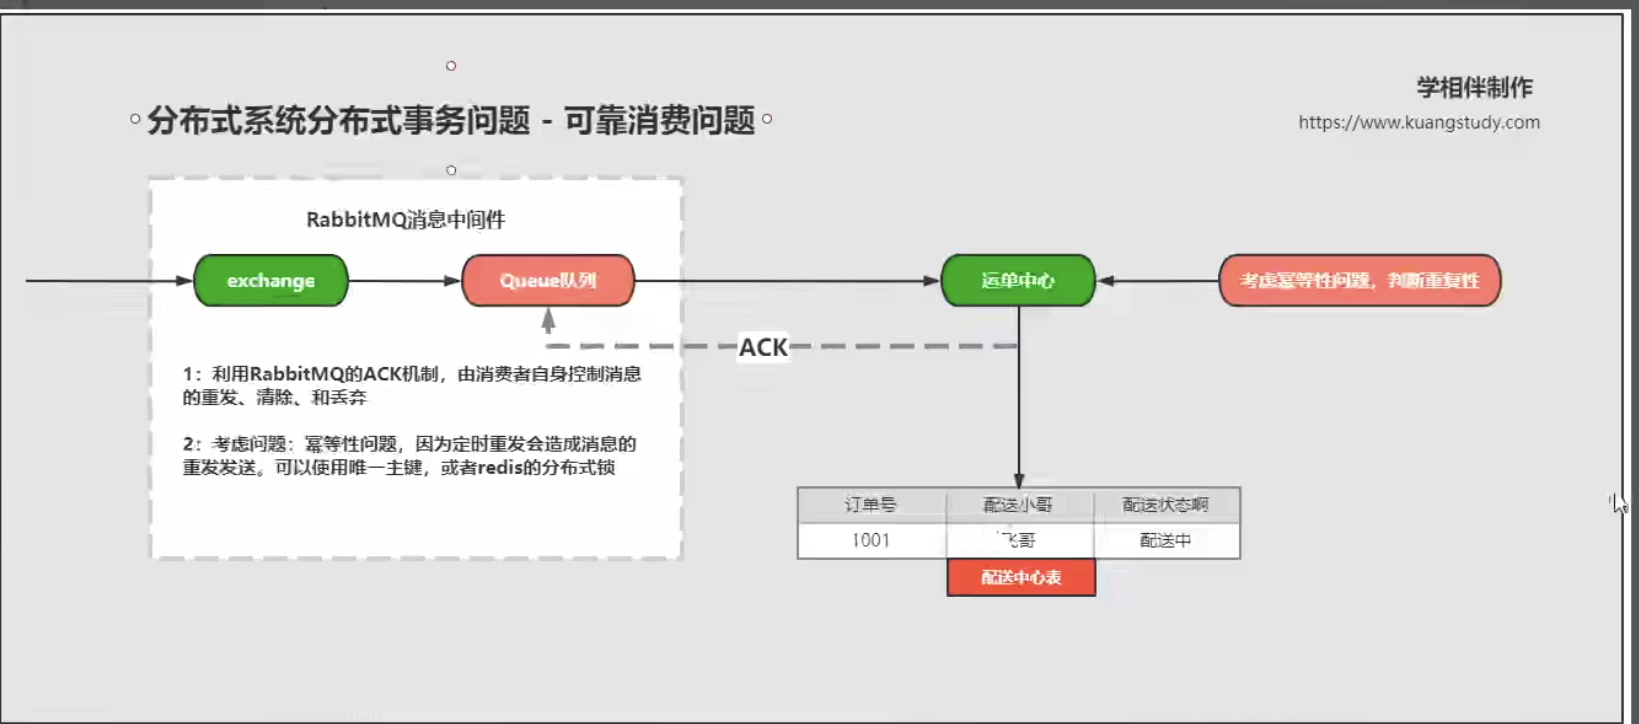 学相伴制作
分布式系统分布式事务问题 - 可靠消费问题
https://www.kuangstudy.com
RabbitMQ消息中间件
exchange
Queue队列
运单中心
考虑幂等性问题，判断重复性
ACK
1：利用RabbitMQ的ACK机制，由消费者自身控制消息
的重发、清除、和丢弃
2：考虑问题：幂等性问题，因为定时重发会造成消息的
重发发送。可以使用唯一主键，或者redis的分布式锁
订单号 配送小哥 配送状态啊
1001 飞哥 配送中
配送中心表